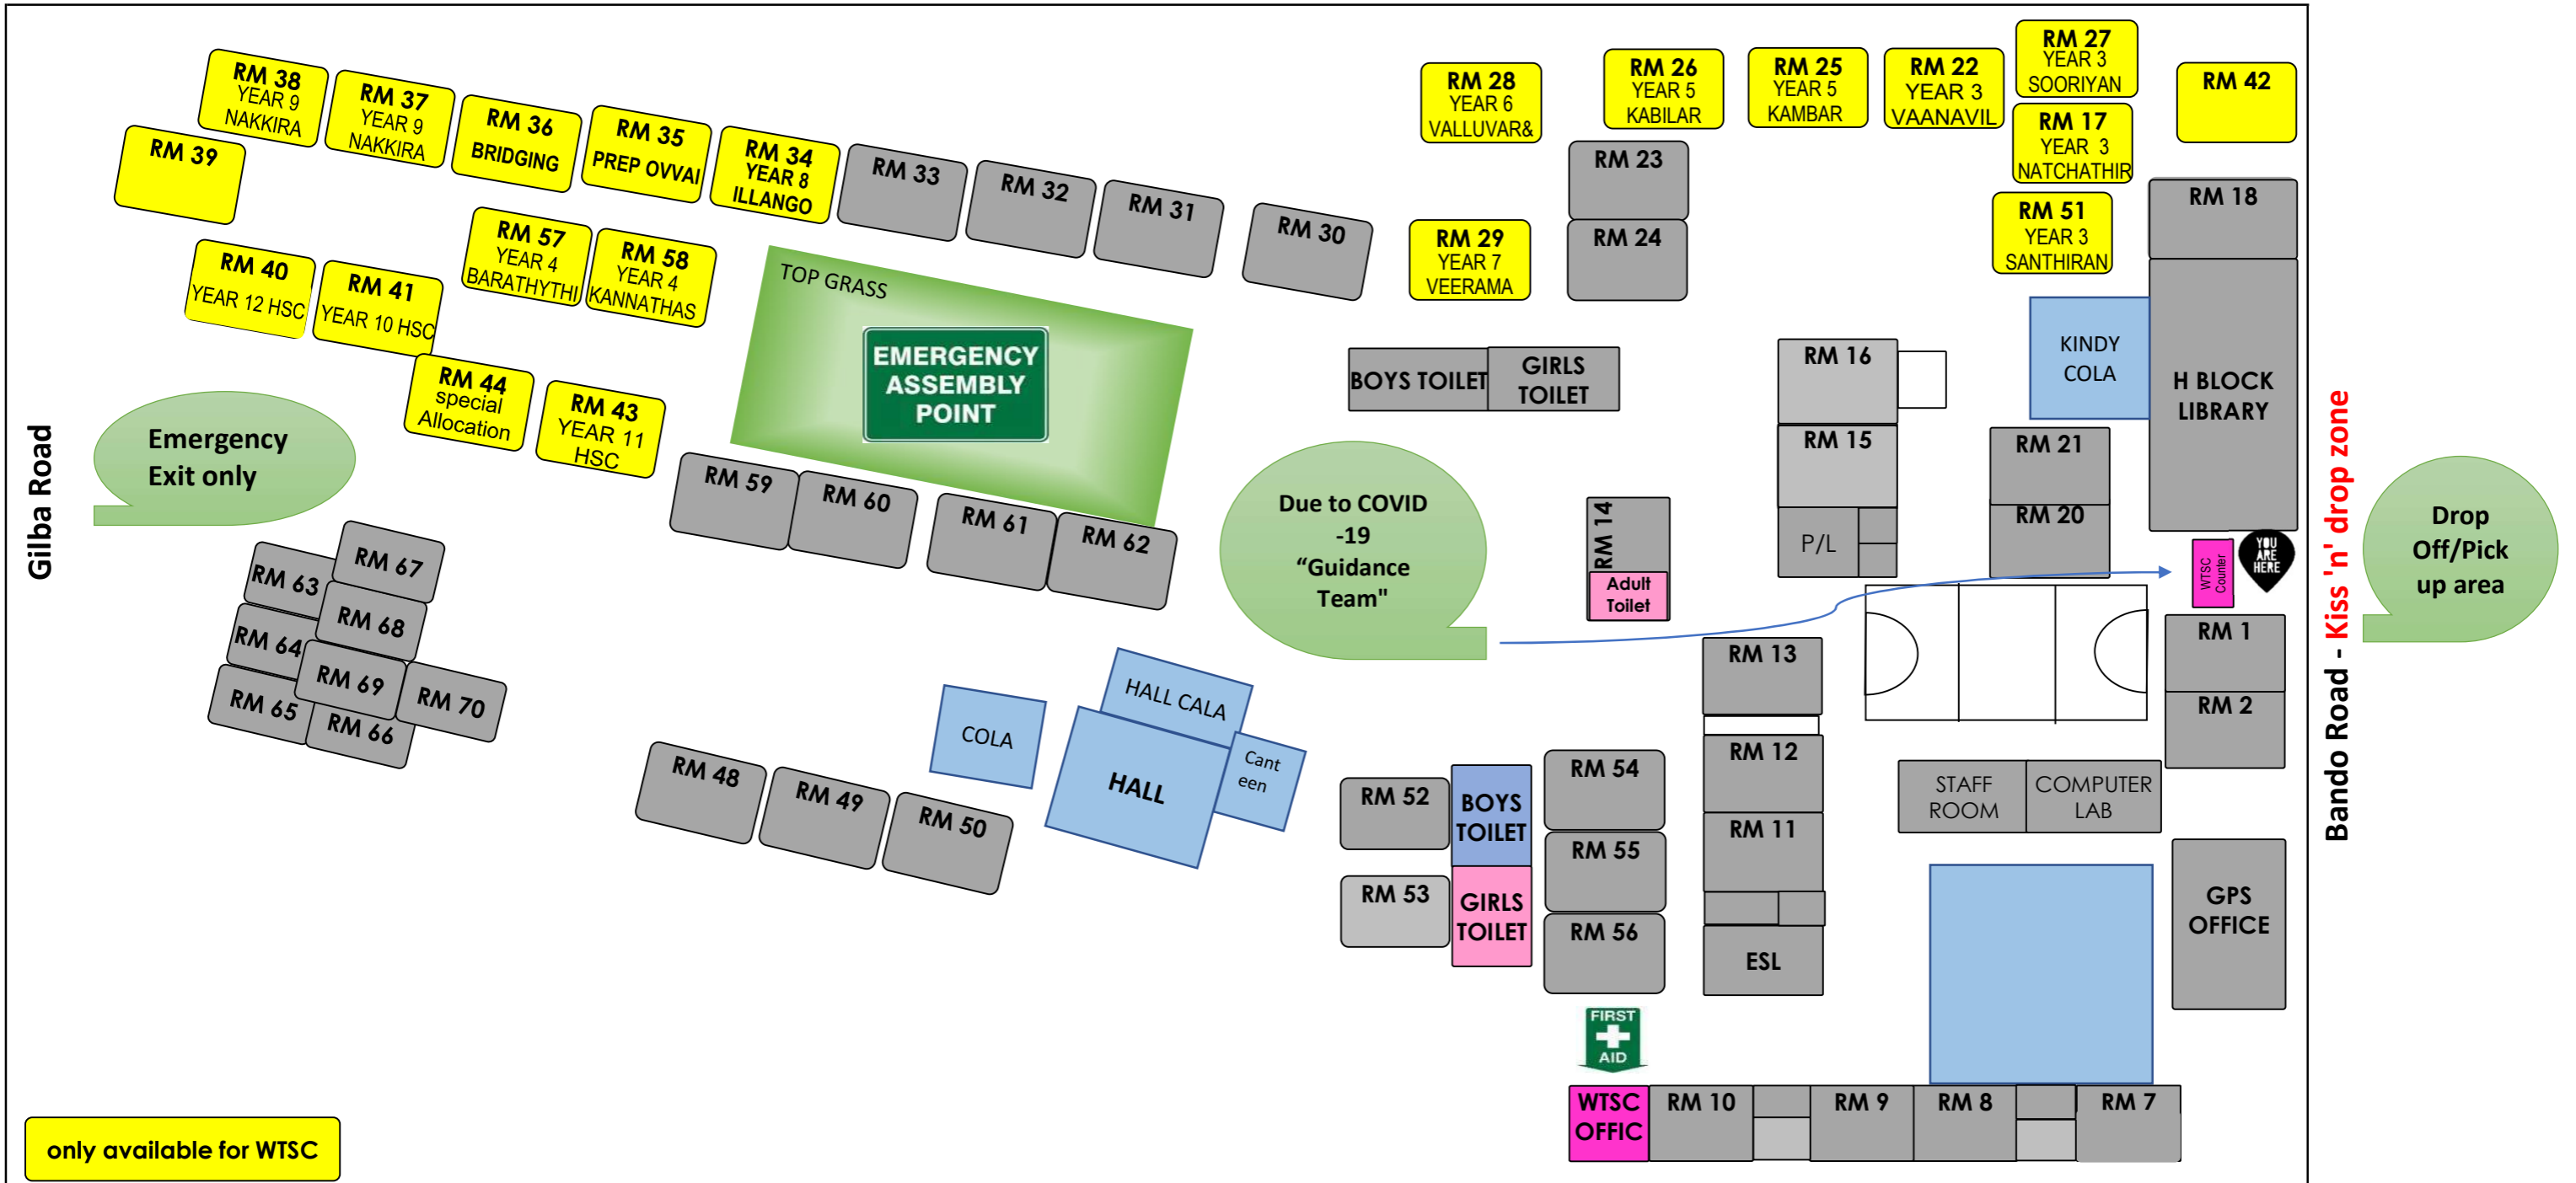 RM 38
YEAR 9
NAKKIRA
RM 37
YEAR 9
NAKKIRA
RM 36
BRIDGING
RM 35
PREP OVVAI
RM 34
YEAR 8
ILLANGO
RM 33
RM 32
RM 31
RM 30
RM 28
YEAR 6
VALLUVAR&
RM 26
YEAR 5
KABILAR
RM 25
YEAR 5
KAMBAR
RM 22
YEAR 3
VAANAVIL
RM 27
YEAR 3
SOORIYAN
RM 42
RM 17
YEAR 3
NATCHATHIR
RM 39
RM 23
RM 24
RM 18
RM 51
YEAR 3
SANTHIRAN
RM 29
YEAR 7
VEERAMA
RM 57
YEAR 4
BARATHYTHI
RM 58
YEAR 4
KANNATHAS
RM 40
YEAR 12 HSC
RM 41
YEAR 10 HSC
RM 44
special
Allocation
RM 43
YEAR 11
HSC
TOP GRASS
EMERGENCY
ASSEMBLY
POINT
BOYS TOILET
GIRLS
TOILET
RM 16
RM 15
P/L
KINDY
COLA
H BLOCK
LIBRARY
RM 21
RM 20
Gilba Road
Emergency
Exit only
RM 59
RM 60
RM 61
RM 62
Due to COVID
-19
“Guidance
Team"
RM 14
Adult
Toilet
WTSC
Counter
YOU
ARE
HERE
Bando Road - Kiss 'n' drop zone
Drop
Off/Pick
up area
RM 67
RM 63
RM 68
RM 64
RM 69
RM 70
RM 65
RM 66
RM 13
RM 12
RM 11
ESL
RM 1
RM 2
HALL CALA
COLA
HALL
Cant
een
RM 48
RM 49
RM 50
RM 52
RM 53
BOYS
TOILET
GIRLS
TOILET
RM 54
RM 55
RM 56
STAFF
ROOM
COMPUTER
LAB
GPS
OFFICE
FIRST
AID
WTSC
OFFIC
RM 10
RM 9
RM 8
RM 7
only available for WTSC